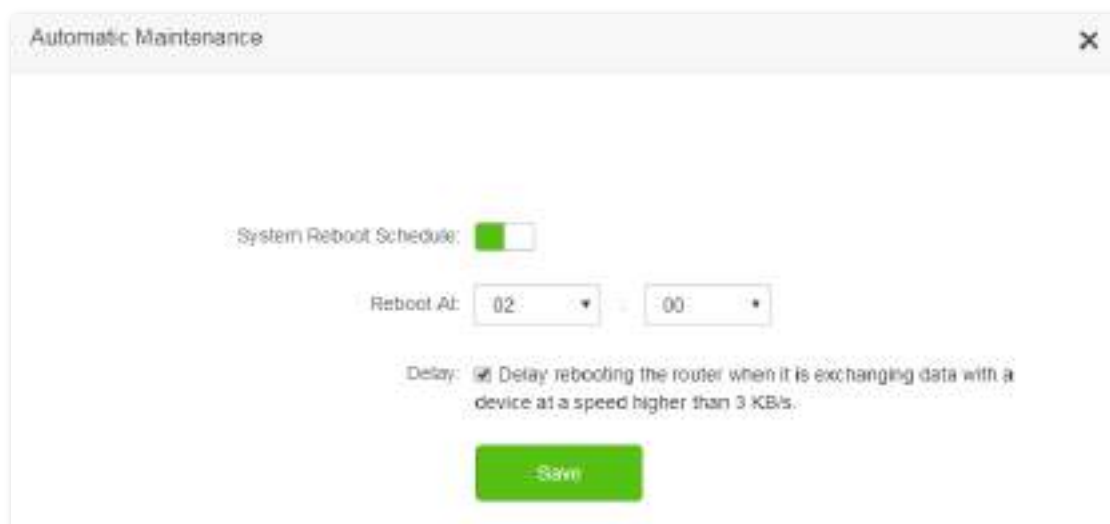 Automatic Maintenance
System Reboot Schedule:
Reboot At: 02 : 00
Delay: Delay rebooting the router when it is exchanging data with a
device at a speed higher than 3 KB/s.
Save